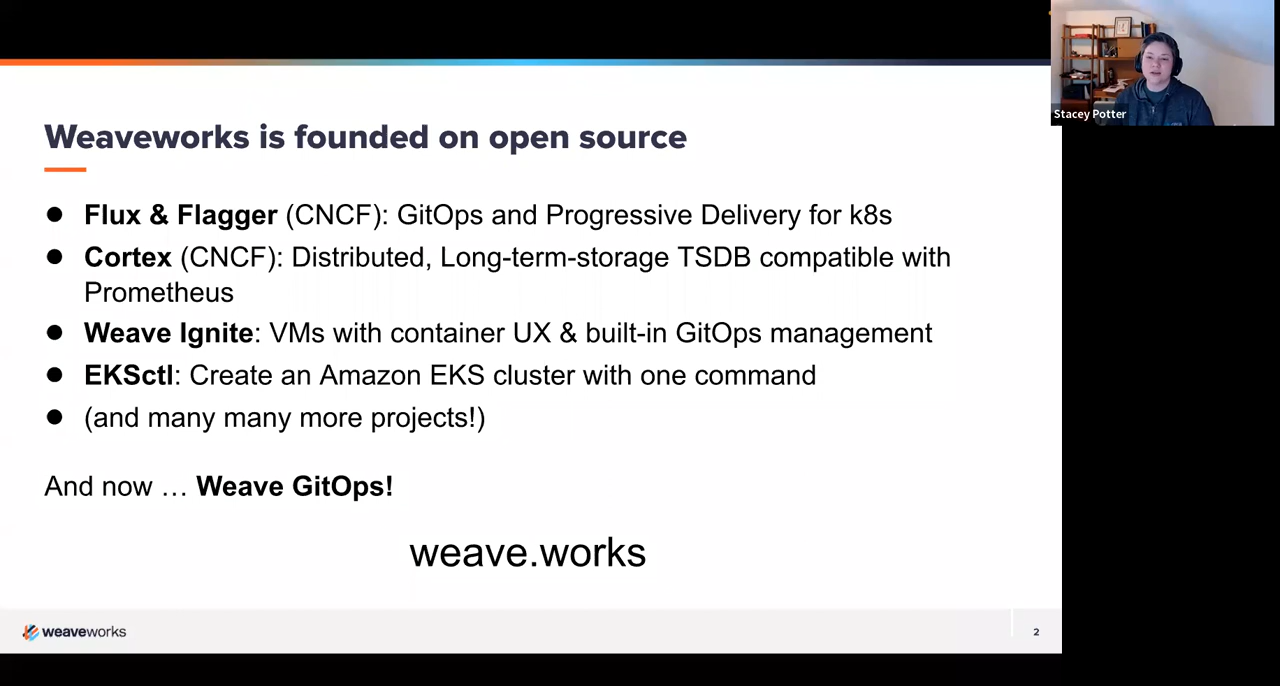 Stacey Potter
Weaveworks is founded on open source
● Flux & Flagger (CNCF): GitOps and Progressive Delivery for k8s
● Cortex (CNCF): Distributed, Long-term-storage TSDB compatible with
Prometheus
● Weave Ignite: VMs with container UX & built-in GitOps management
● EKSctl: Create an Amazon EKS cluster with one command
● (and many many more projects!)
And now … Weave GitOps!
weave.works
weaveworks
2